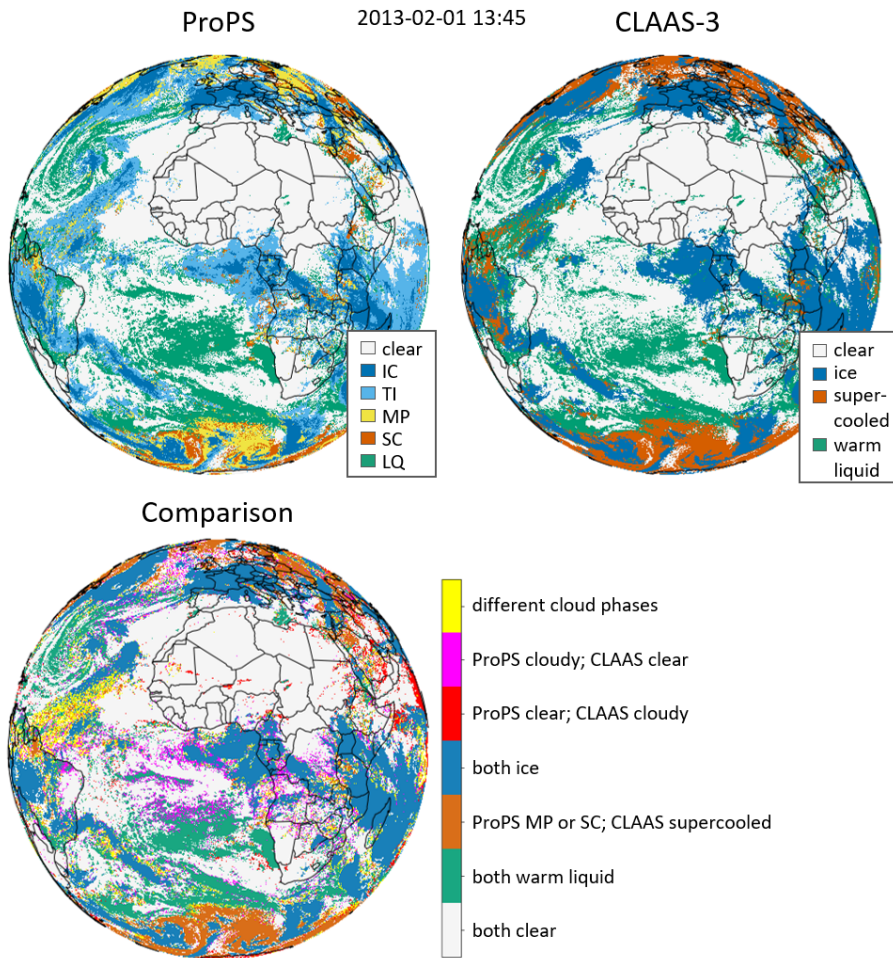 ProPS
2013-02-01 13:45
CLAAS-3
clear
IC
TI
MP
SC
LQ
clear
ice
super-
cooled
warm
liquid
Comparison
different cloud phases
ProPS cloudy; CLAAS clear
ProPS clear; CLAAS cloudy
both ice
ProPS MP or SC; CLAAS supercooled
both warm liquid
both clear